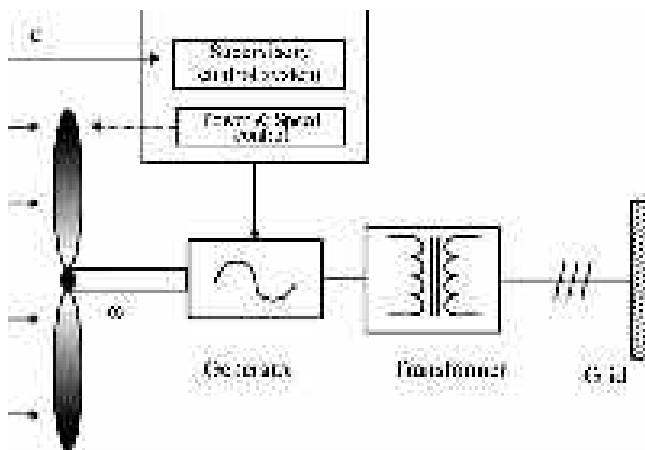 Supervisory
control system
Power & Speed
control
Generator
Transformer
Grid